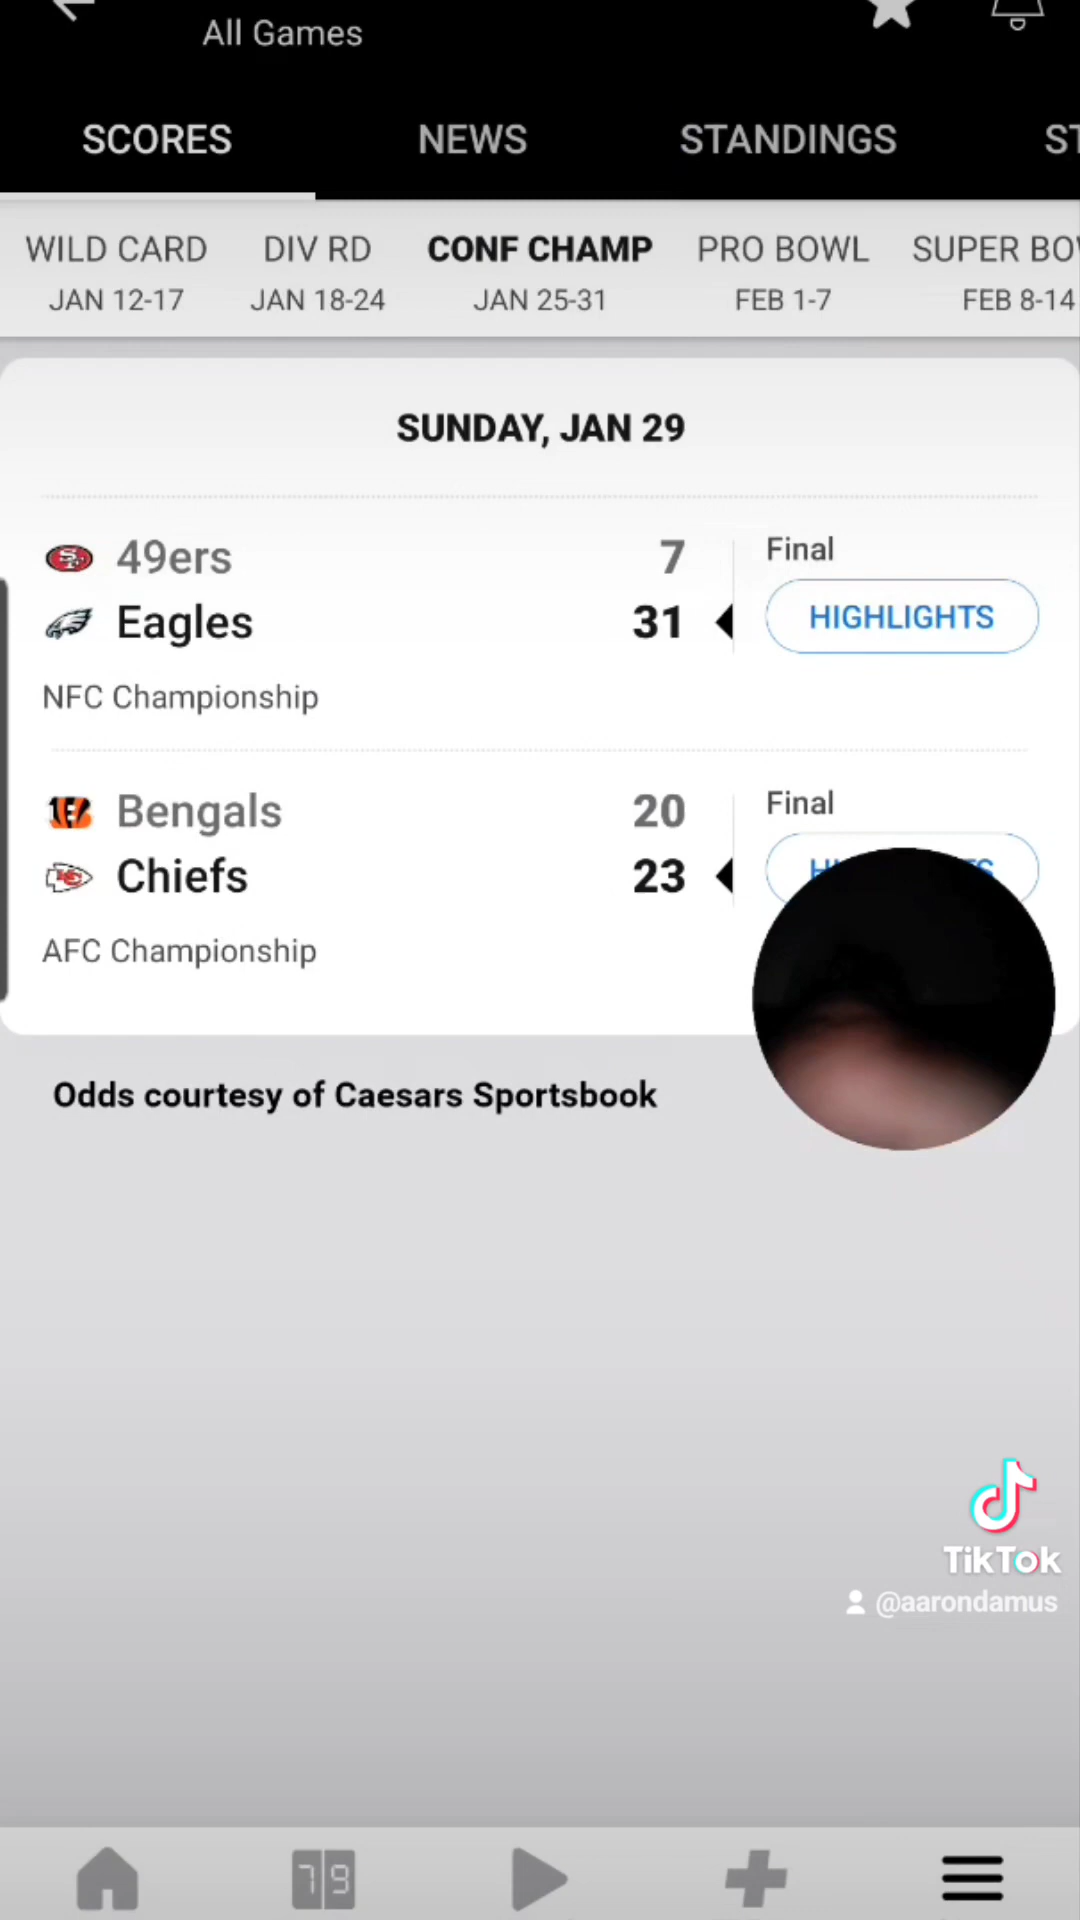 All Games
SCORES NEWS STANDINGS
WILD CARD DIV RD CONF CHAMP PRO BOWL SUPER
JAN 12-17 JAN 18-24 JAN 25-31 FEB 1-7 FEB 8-14
SUNDAY, JAN 29
49ers 7 Final
Eagles 31 HIGHLIGHTS
NFC Championship
Bengals 20 Final
Chiefs 23
AFC Championship
Odds courtesy of Caesars Sportsbook
TikTok
@aarondamus